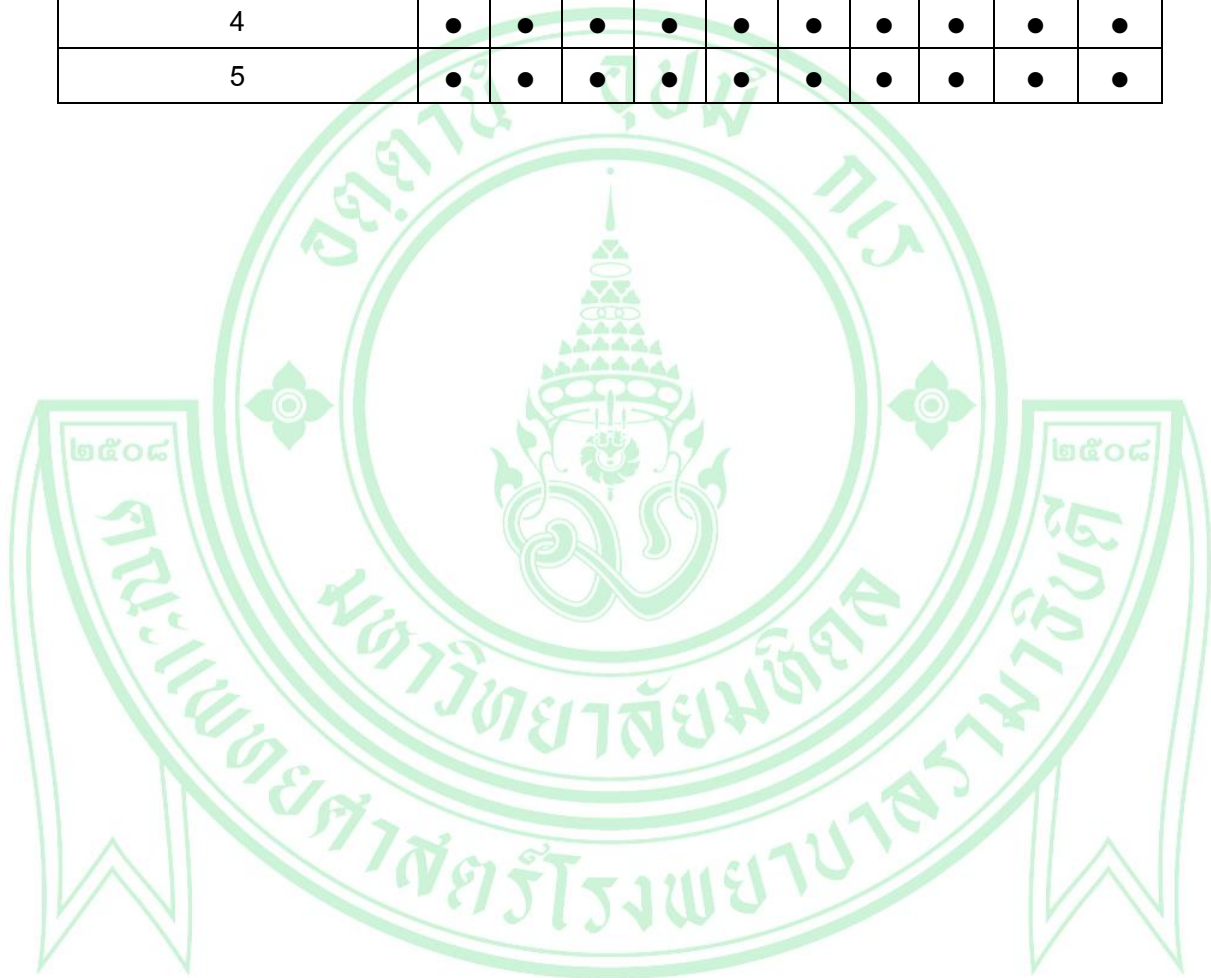 4 ● ● ● ● ● ● ● ● ● ●
5 ● ● ● ● ● ● ● ● ● ●
อตฺตานํ อุปมํ กเร
๒๕๐๘ ๒๕๐๘
มหาวิทยาลัยมหิดล
คณะแพทยศาสตร์โรงพยาบาลรามาธิบดี